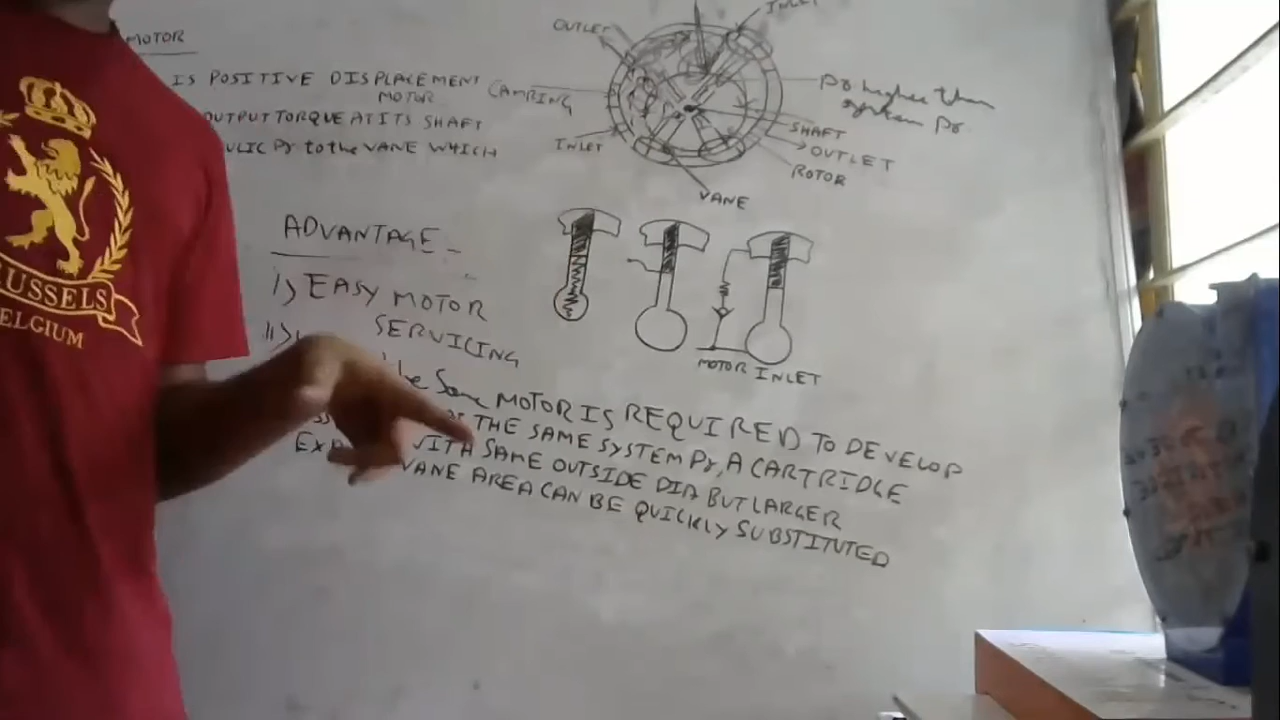 MOTOR
IS POSITIVE DISPLACEMENT
MOTOR
OUTPUT TORQUE AT ITS SHAFT
ULIC Pr to the VANE WHICH
OUTLET
INLET
CAMRING
INLET
Pr higher than
system Pr
SHAFT
OUTLET
ROTOR
VANE
ADVANTAGE -
I) EASY MOTOR
SERVICING
II)
MOTOR INLET
the Same MOTOR IS REQUIRED TO DEVELOP
THE SAME SYSTEM Pr, A CARTRIDGE
WITH SAME OUTSIDE DIA BUT LARGER
VANE AREA CAN BE QUICKLY SUBSTITUTED
RUSSELS
ELGIUM